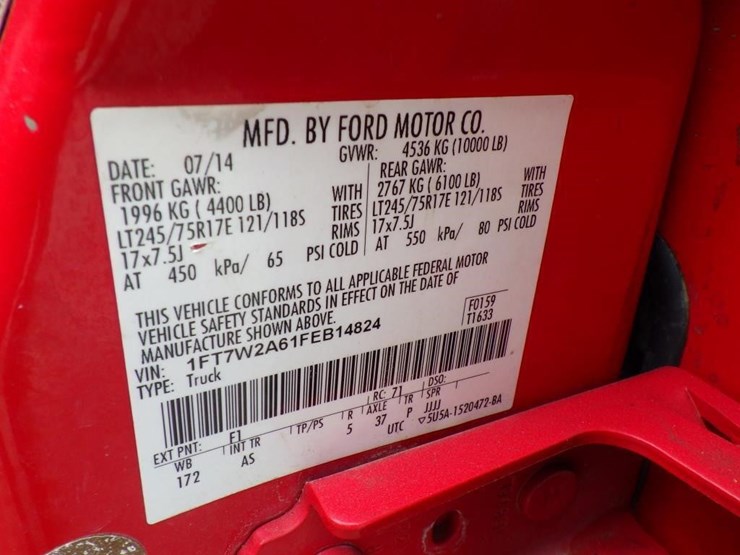 MFD. BY FORD MOTOR CO.
DATE: 07/14 GVWR: 4536 KG (10000 LB)
FRONT GAWR: REAR GAWR:
1996 KG ( 4400 LB) WITH 2767 KG ( 6100 LB) WITH
LT245/75R17E 121/118S TIRES LT245/75R17E 121/118S TIRES
17x7.5J RIMS 17x7.5J RIMS
AT 450 kPa/ 65 PSI COLD AT 550 kPa/ 80 PSI COLD
THIS VEHICLE CONFORMS TO ALL APPLICABLE FEDERAL MOTOR
VEHICLE SAFETY STANDARDS IN EFFECT ON THE DATE OF
MANUFACTURE SHOWN ABOVE.
F0159
T1633
VIN: 1FT7W2A61FEB14824
TYPE: Truck
EXT PNT: F1 RC: 71 DSO:
WB INT TR TP/PS R AXLE TR SPR
172 AS 5 37 P JJJJ
UTC ▽5U5A-1520472-BA